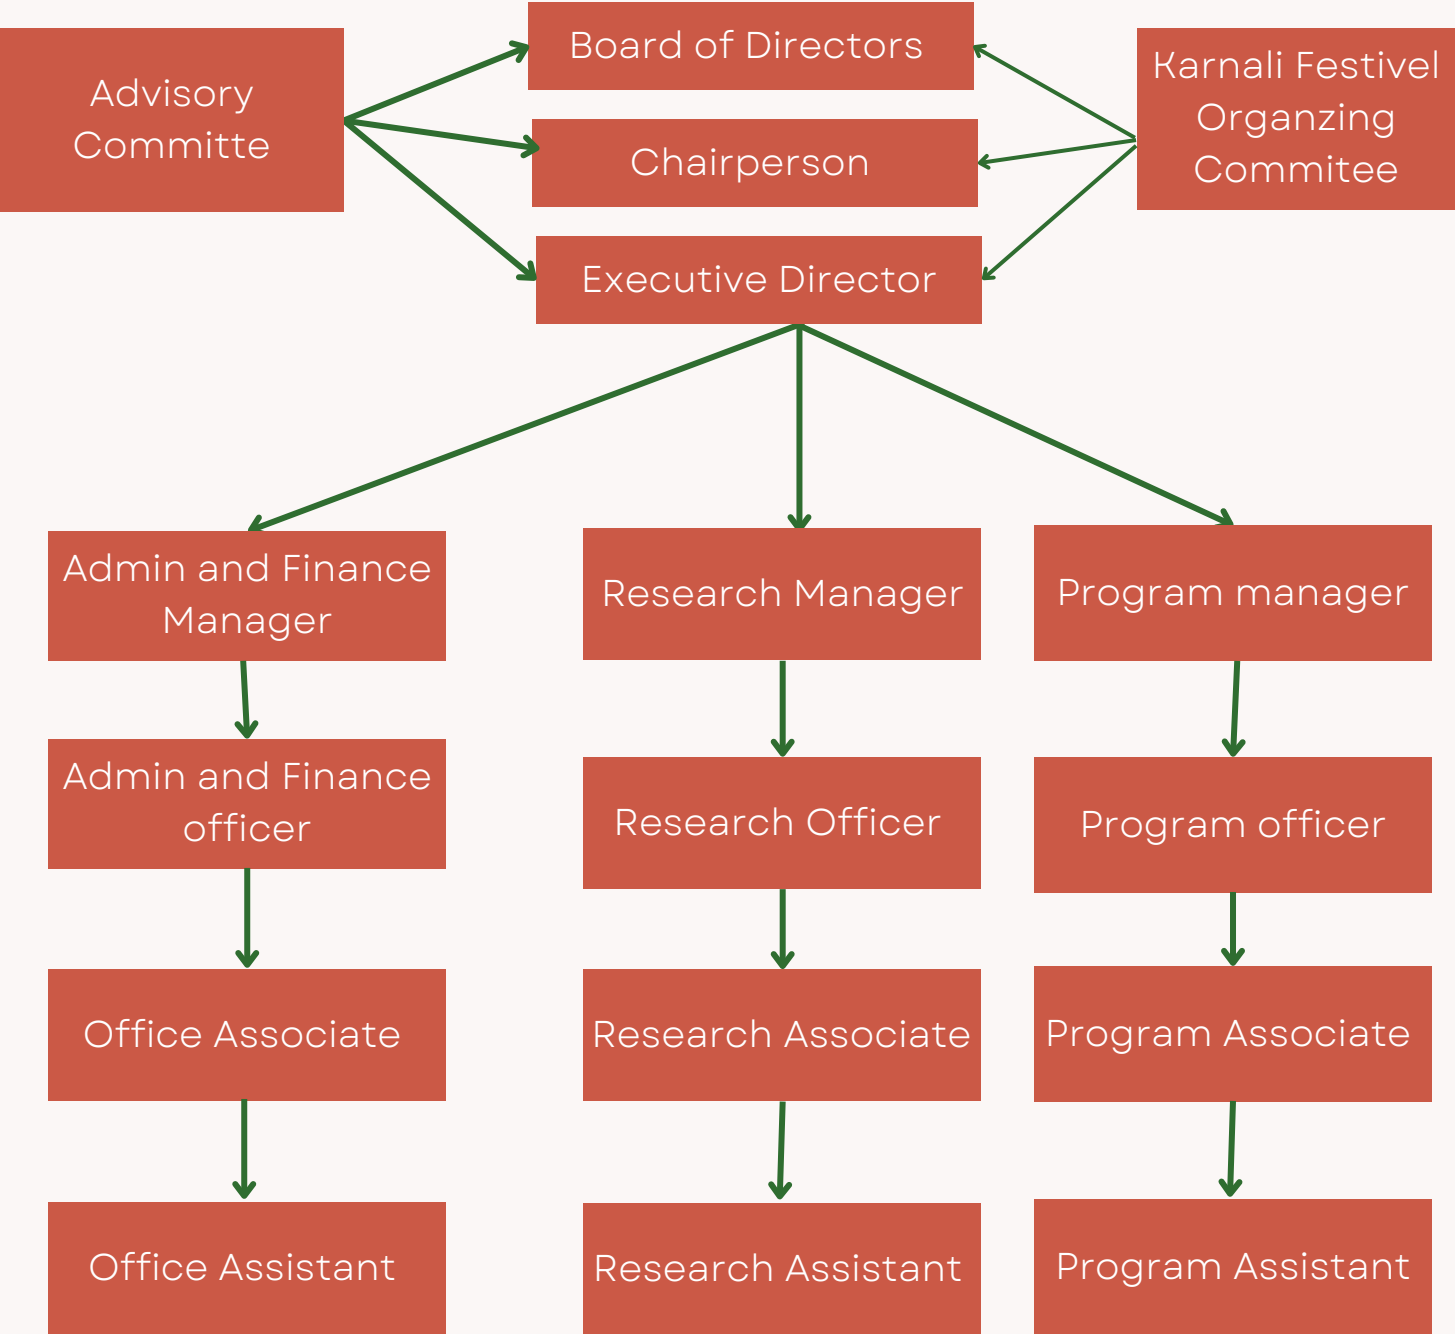 Board of Directors
Advisory
Committe
Karnali Festivel
Organzing
Commitee
Chairperson
Executive Director
Admin and Finance
Manager
Research Manager
Program manager
Admin and Finance
officer
Research Officer
Program officer
Office Associate
Research Associate
Program Associate
Office Assistant
Research Assistant
Program Assistant